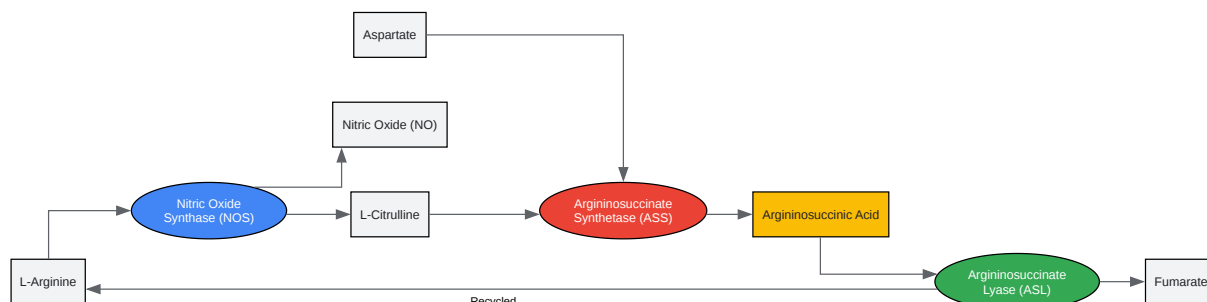 Aspartate
Nitric Oxide (NO)
Nitric Oxide
Synthase (NOS)
L-Citrulline
Argininosuccinate
Synthetase (ASS)
Argininosuccinic Acid
L-Arginine
Argininosuccinate
Lyase (ASL)
Fumarate
Recycled